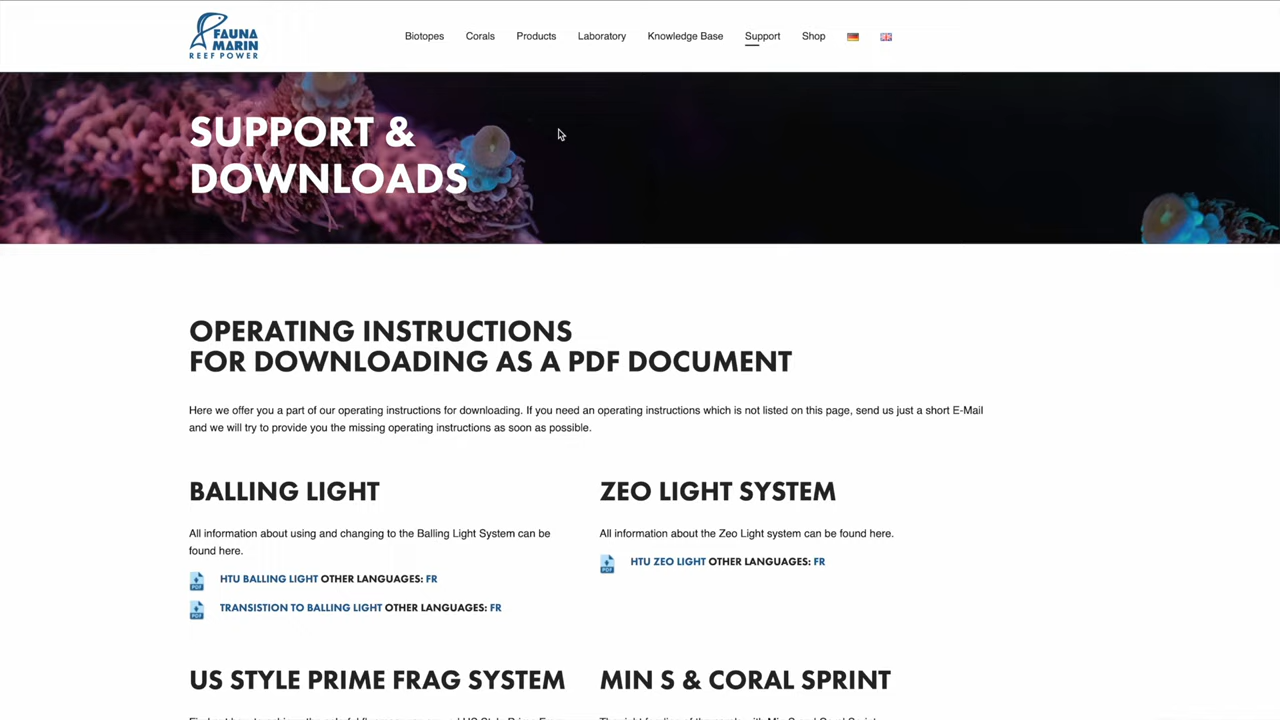 FAUNA
MARIN
REEF POWER
Biotopes Corals Products Laboratory Knowledge Base Support Shop
SUPPORT &
DOWNLOADS
OPERATING INSTRUCTIONS
FOR DOWNLOADING AS A PDF DOCUMENT
Here we offer you a part of our operating instructions for downloading. If you need an operating instructions which is not listed on this page, send us just a short E-Mail
and we will try to provide you the missing operating instructions as soon as possible.
BALLING LIGHT
All information about using and changing to the Balling Light System can be
found here.
PDF HTU BALLING LIGHT OTHER LANGUAGES: FR
PDF TRANSISTION TO BALLING LIGHT OTHER LANGUAGES: FR
ZEO LIGHT SYSTEM
All information about the Zeo Light system can be found here.
PDF HTU ZEO LIGHT OTHER LANGUAGES: FR
US STYLE PRIME FRAG SYSTEM
MIN S & CORAL SPRINT